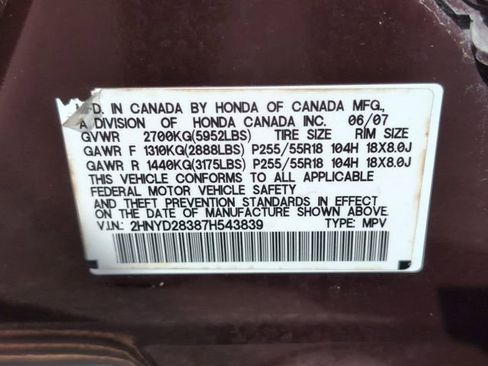 MFD. IN CANADA BY HONDA OF CANADA MFG.,
A DIVISION OF HONDA CANADA INC. 06/07
GVWR 2700KG(5952LBS) TIRE SIZE RIM SIZE
GAWR F 1310KG(2888LBS) P255/55R18 104H 18X8.0J
GAWR R 1440KG(3175LBS) P255/55R18 104H 18X8.0J
THIS VEHICLE CONFORMS TO ALL APPLICABLE
FEDERAL MOTOR VEHICLE SAFETY
AND THEFT PREVENTION STANDARDS IN EFFECT ON
THE DATE OF MANUFACTURE SHOWN ABOVE.
V.I.N.: 2HNYD28387H543839 TYPE: MPV